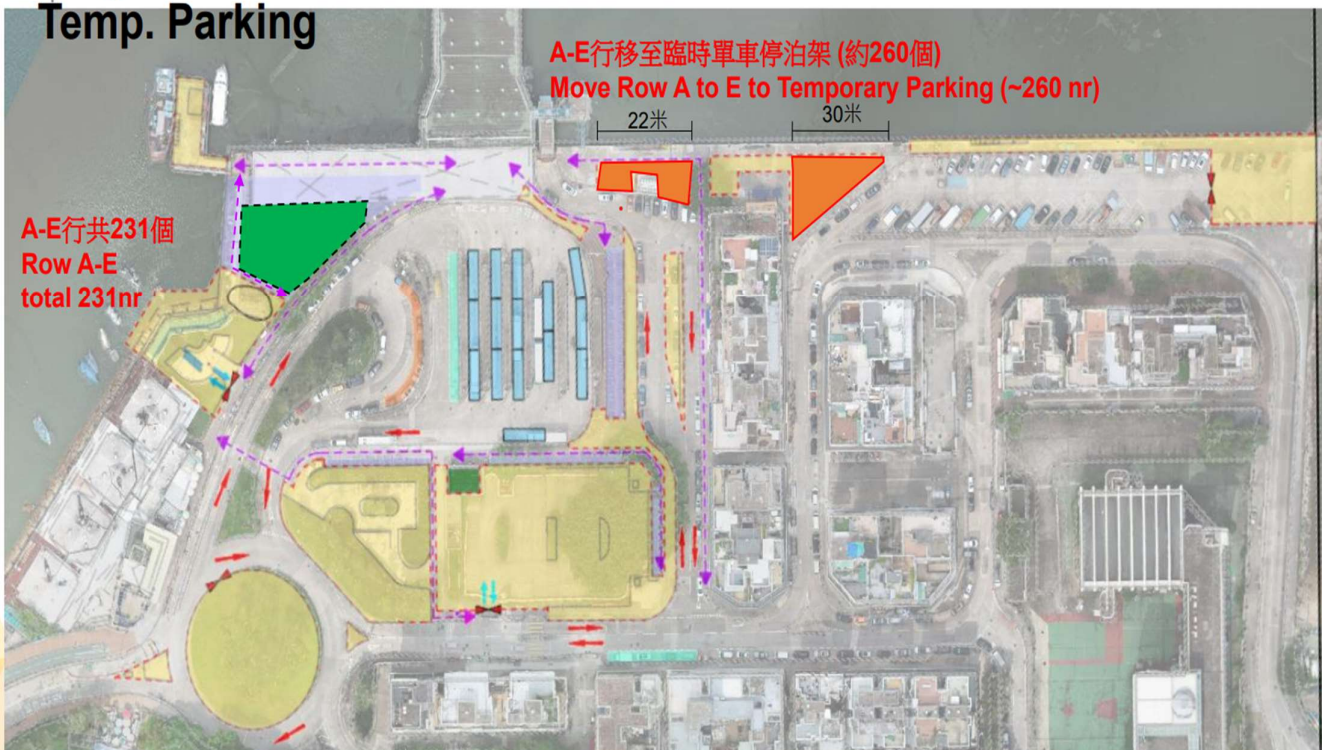 Temp. Parking
A-E行移至臨時單車停泊架 (約260個)
Move Row A to E to Temporary Parking (~260 nr)
22米
30米
A-E行共231個
Row A-E
total 231nr